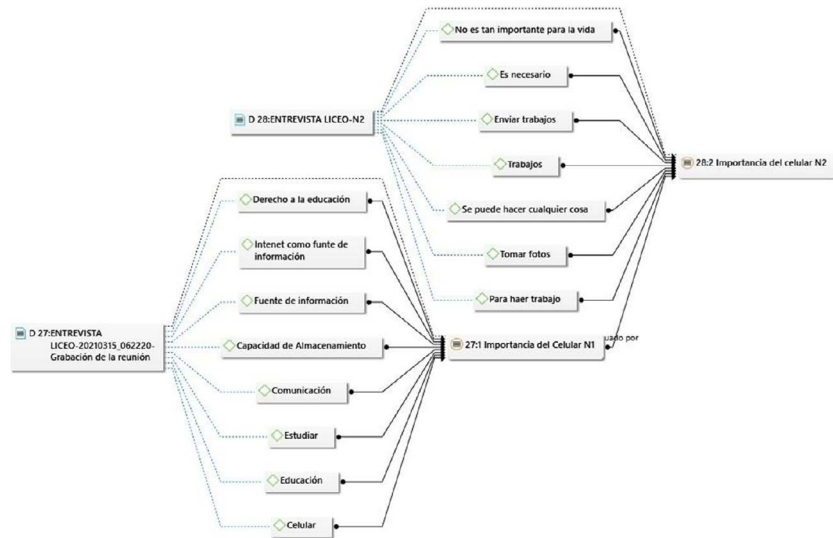 No es tan importante para la vida
Es necesario
D 28:ENTREVISTA LICEO-N2
Enviar trabajos
Trabajos
28:2 Importancia del celular N2
Se puede hacer cualquier cosa
Tomar fotos
Para haer trabajo
Derecho a la educación
Intenet como funte de
información
Fuente de información
D 27:ENTREVISTA
LICEO-20210315_062220-
Grabación de la reunión
Capacidad de Almacenamiento
27:1 Importancia del Celular N1
uado por
Comunicación
Estudiar
Educación
Celular